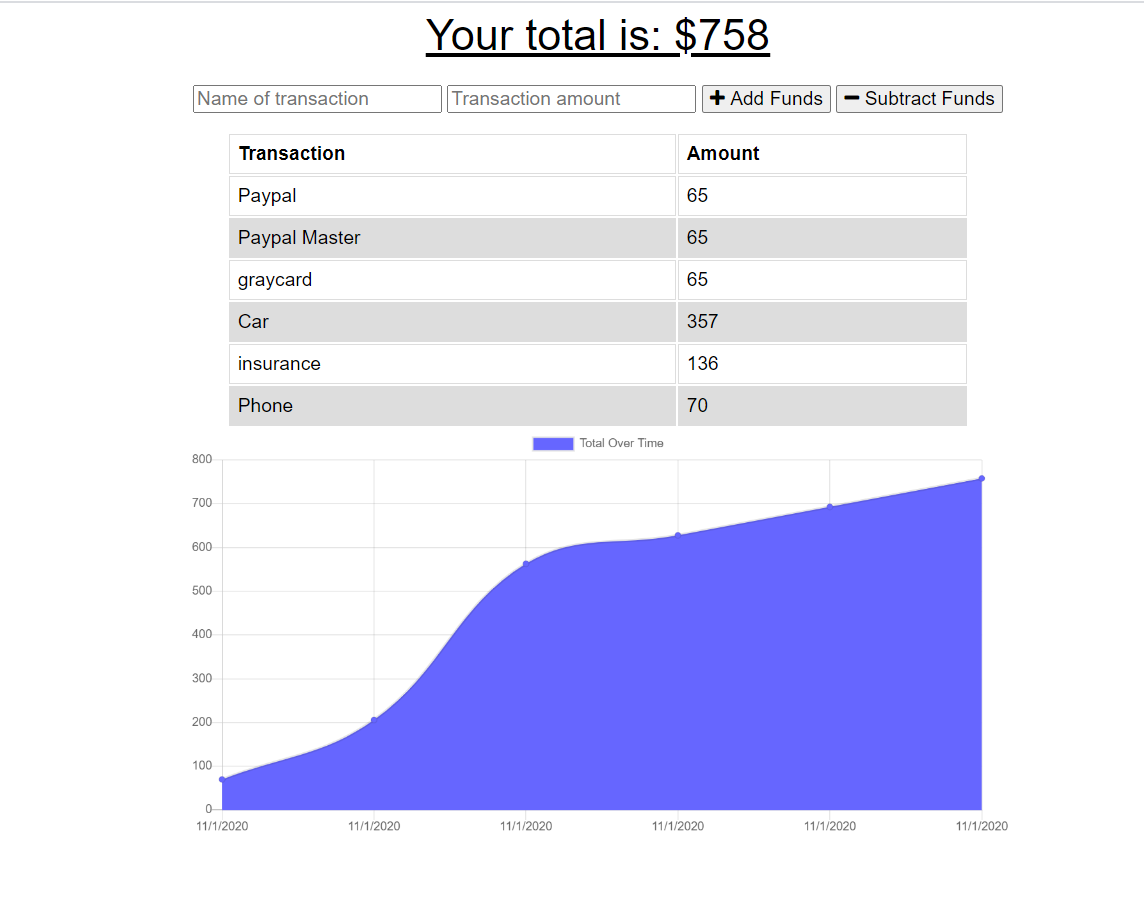 Your total is: $758
Name of transaction Transaction amount Add Funds Subtract Funds
Transaction Amount
Paypal 65
Paypal Master 65
graycard 65
Car 357
insurance 136
Phone 70
Total Over Time
800
700
600
500
400
300
200
100
0
11/1/2020 11/1/2020 11/1/2020 11/1/2020 11/1/2020 11/1/2020